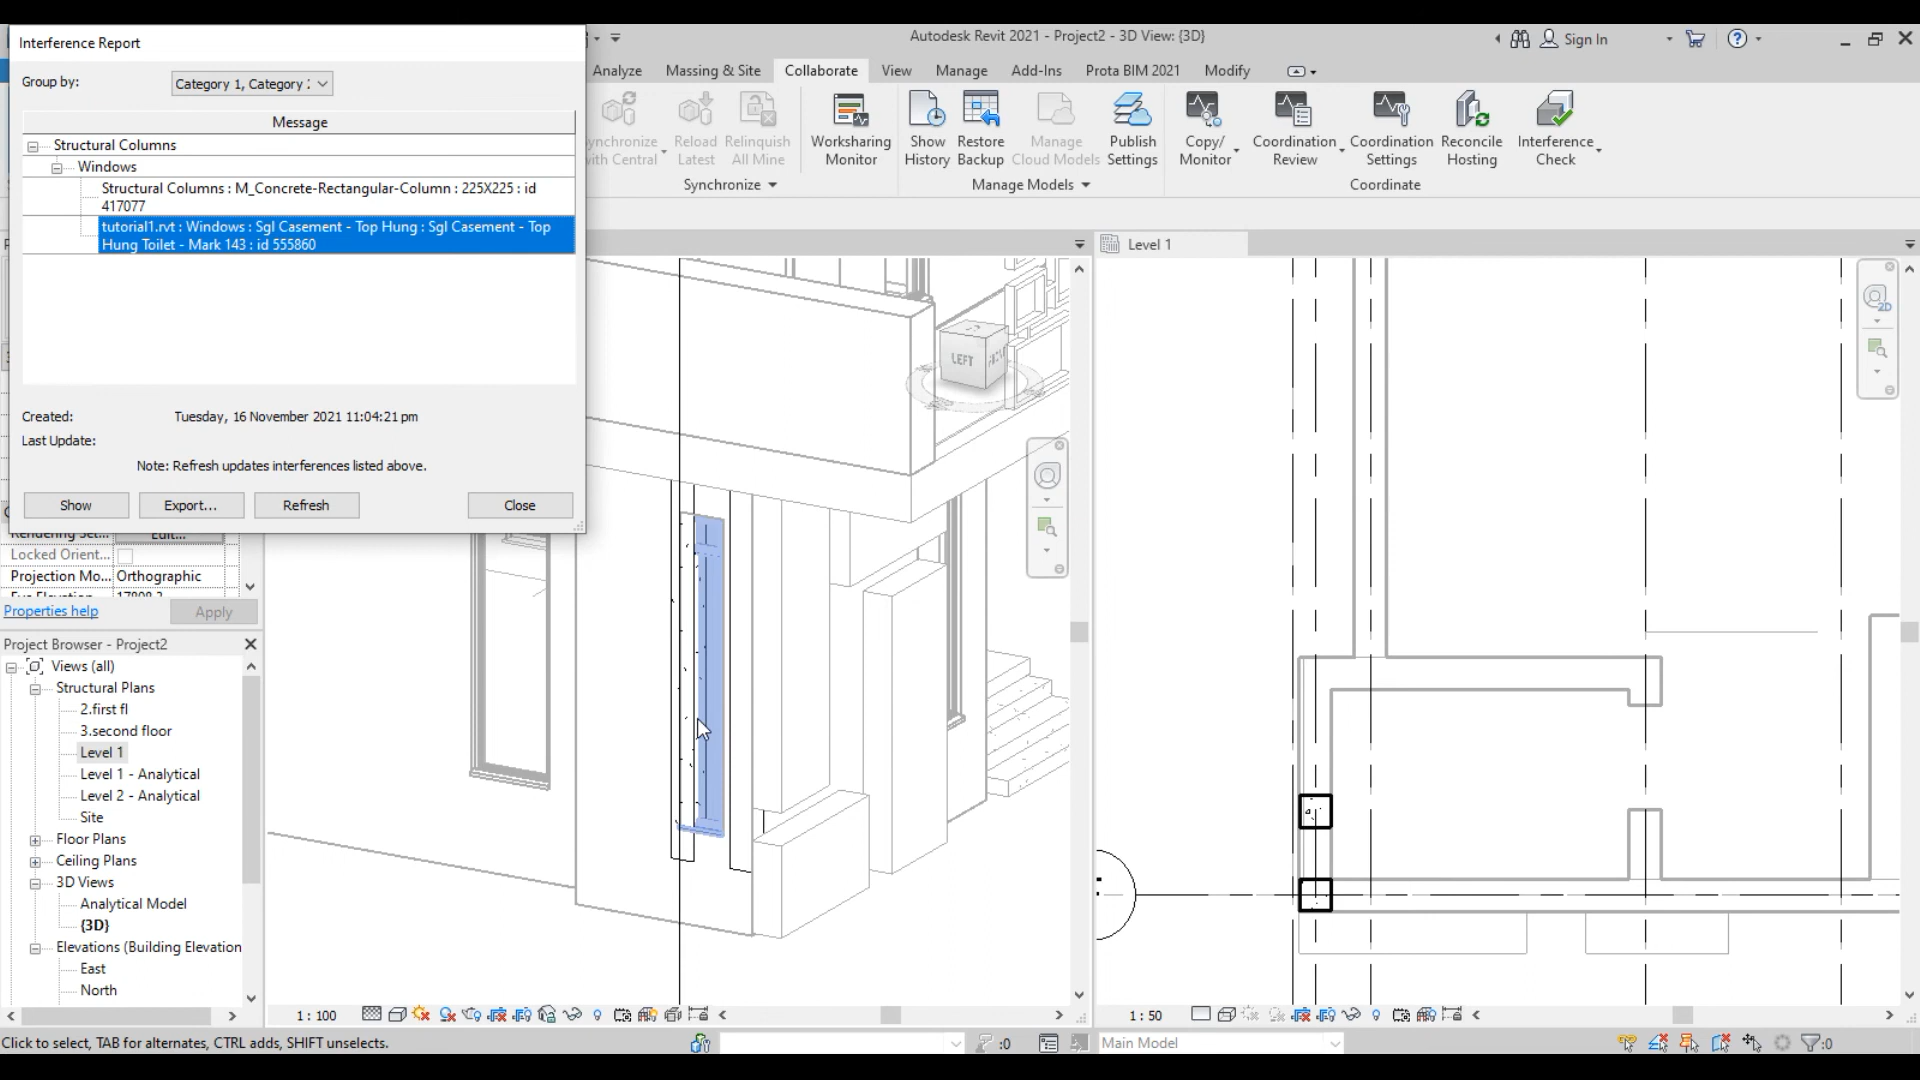 Interference Report
Autodesk Revit 2021 - Project2 - 3D View: {3D}
Sign In
Group by:
Category 1, Category
Analyze
Massing & Site
Collaborate
View
Manage
Add-Ins
Prota BIM 2021
Modify
Message
Structural Columns
Windows
Structural Columns : M_Concrete-Rectangular-Column : 225X225 : id
417077
tutorial1.rvt : Windows : Sgl Casement - Top Hung : Sgl Casement - Top
Hung Toilet - Mark 143 : id 555860
Reload
Latest
Relinquish
All Mine
with Central
Worksharing
Monitor
Show
History
Restore
Backup
Manage
Cloud Models
Publish
Settings
Copy/
Monitor
Coordination
Review
Coordination
Settings
Reconcile
Hosting
Interference
Check
Synchronize
Manage Models
Coordinate
Level 1
LEFT
2D
Created:
Tuesday, 16 November 2021 11:04:21 pm
Last Update:
Note: Refresh updates interferences listed above.
Show
Export...
Refresh
Close
Edit...
Locked Orient...
Projection Mo...
Orthographic
Properties help
Apply
Project Browser - Project2
Views (all)
Structural Plans
2.first fl
3.second floor
Level 1
Level 1 - Analytical
Level 2 - Analytical
Site
Floor Plans
Ceiling Plans
3D Views
Analytical Model
{3D}
Elevations (Building Elevation
East
North
1 : 100
1 : 50
Click to select, TAB for alternates, CTRL adds, SHIFT unselects.
:0
Main Model
:0